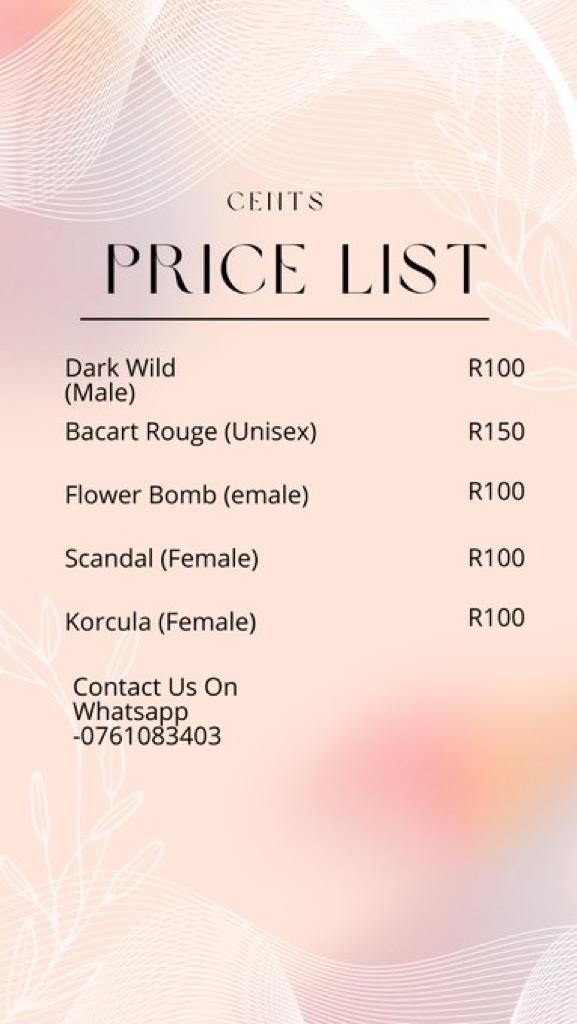 CENTS
PRICE LIST
Dark Wild R100
(Male)
Bacart Rouge (Unisex) R150
Flower Bomb (emale) R100
Scandal (Female) R100
Korcula (Female) R100
Contact Us On
Whatsapp
-0761083403